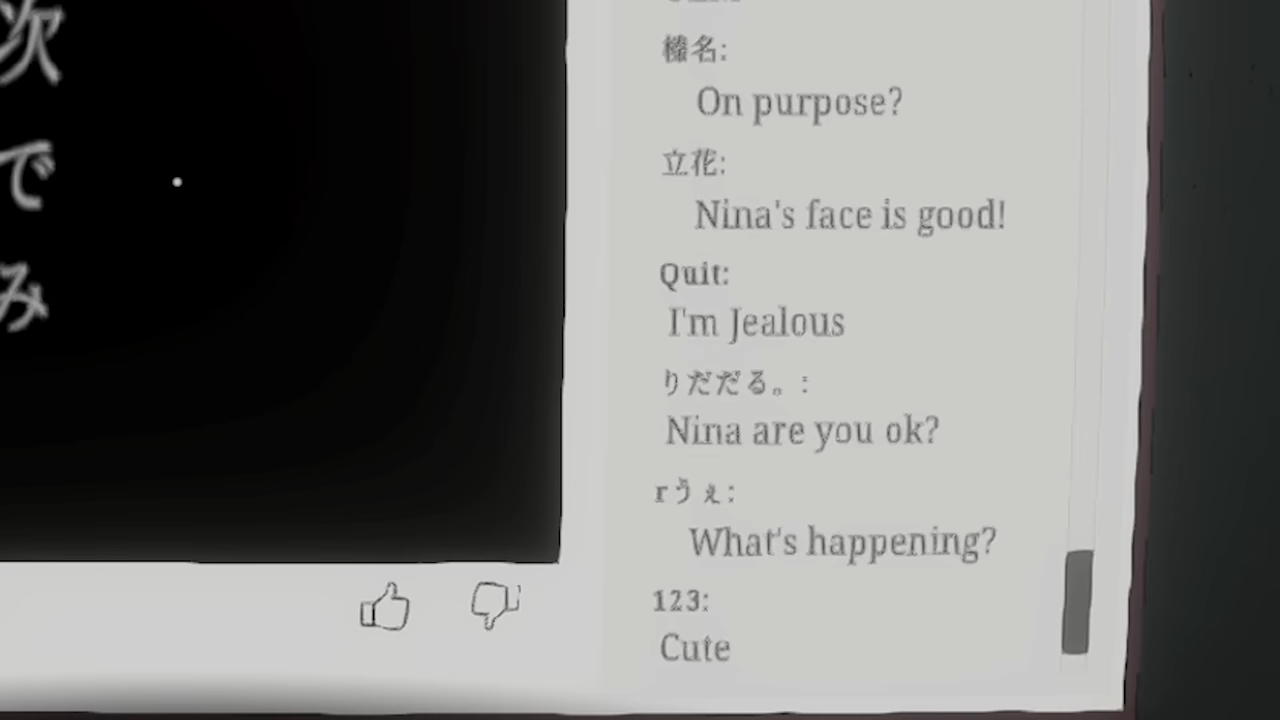 次でみ
榛名:
On purpose?
立花:
Nina's face is good!
Quit:
I'm Jealous
りだだる。:
Nina are you ok?
rうぇ:
What's happening?
123:
Cute